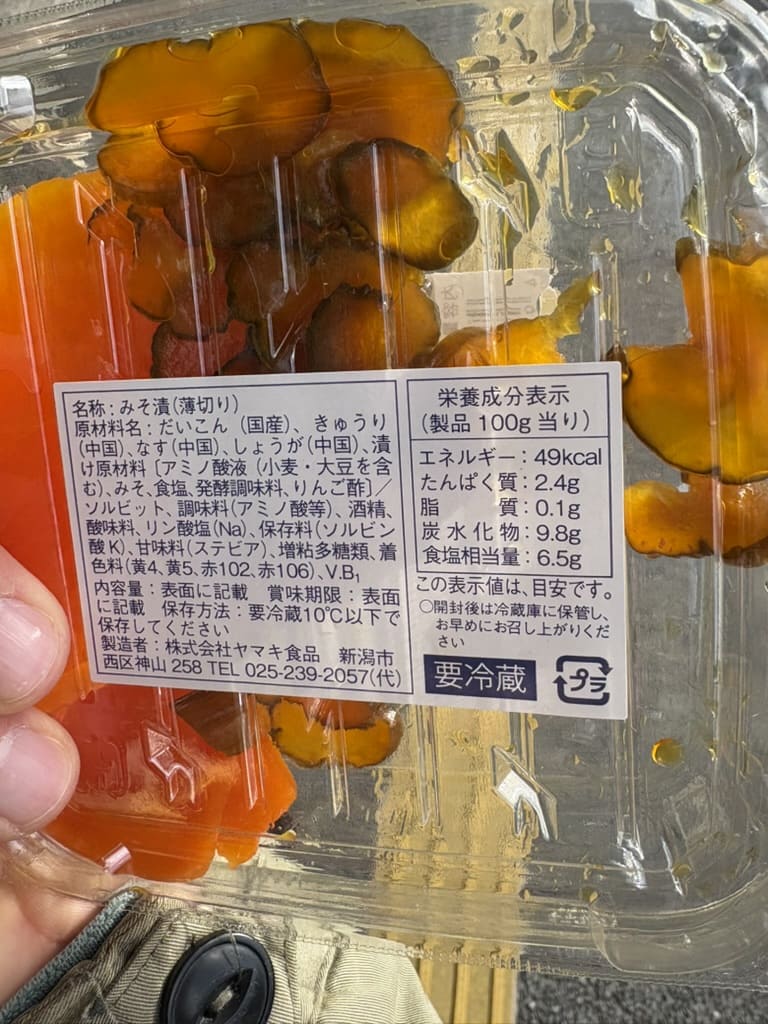 名称：みそ漬(薄切り)
原材料名：だいこん（国産）、きゅうり
(中国)、なす(中国)、しょうが(中国)、漬
け原材料〔アミノ酸液（小麦・大豆を含
む)、みそ、食塩、発酵調味料、りんご酢〕／
ソルビット、調味料(アミノ酸等)、酒精、
酸味料、リン酸塩(Na)、保存料(ソルビン
酸K)、甘味料(ステビア)、増粘多糖類、着
色料(黄4、黄5、赤102、赤106)、V.B₁
内容量：表面に記載　賞味期限：表面
に記載　保存方法：要冷蔵10℃以下で
保存してください
製造者：株式会社ヤマキ食品　新潟市
西区神山 258 TEL 025-239-2057(代)
栄養成分表示
(製品 100g 当り)
エネルギー：49kcal
たんぱく質：2.4g
脂　　　質：0.1g
炭水化物：9.8g
食塩相当量：6.5g
この表示値は、目安です。
○開封後は冷蔵庫に保管し、
お早めにお召し上がりくだ
さい
要冷蔵
プラ